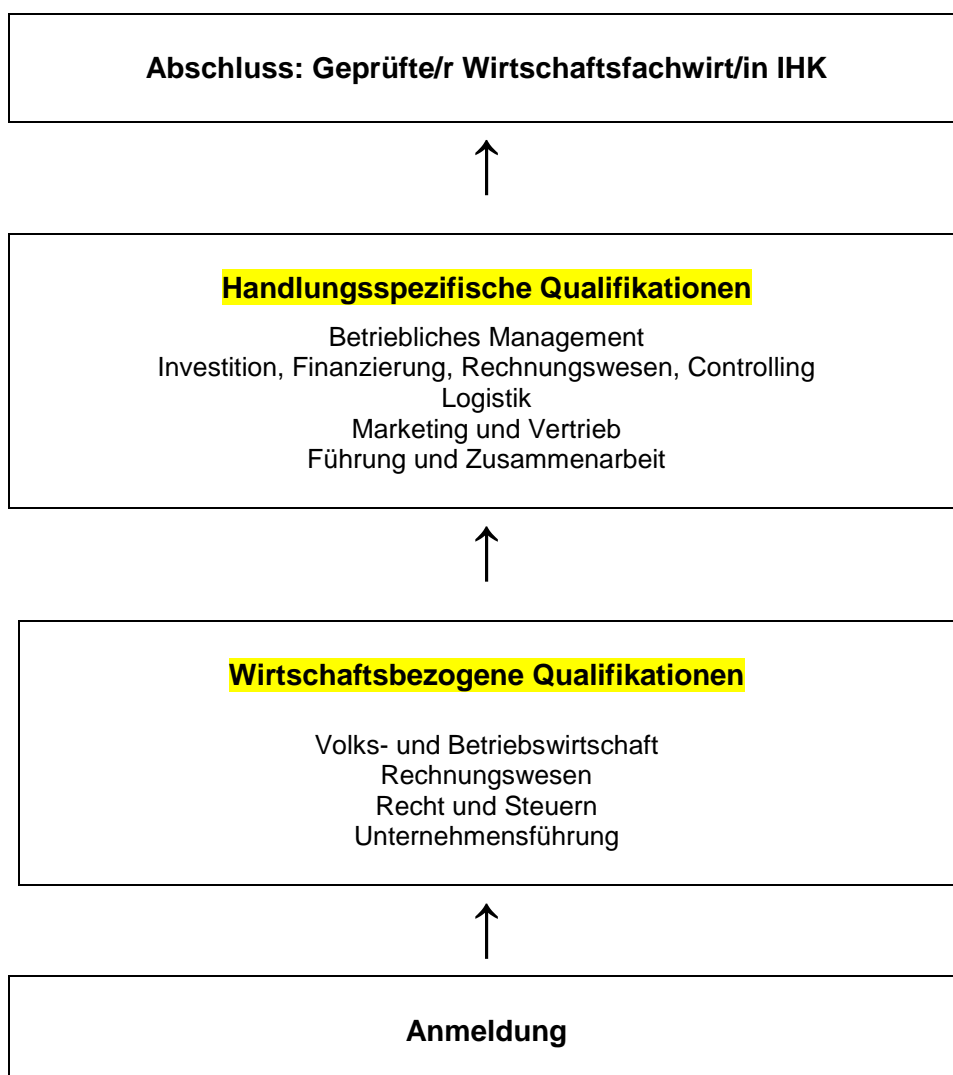 Abschluss: Geprüfte/r Wirtschaftsfachwirt/in IHK
Handlungsspezifische Qualifikationen
Betriebliches Management
Investition, Finanzierung, Rechnungswesen, Controlling
Logistik
Marketing und Vertrieb
Führung und Zusammenarbeit
Wirtschaftsbezogene Qualifikationen
Volks- und Betriebswirtschaft
Rechnungswesen
Recht und Steuern
Unternehmensführung
Anmeldung